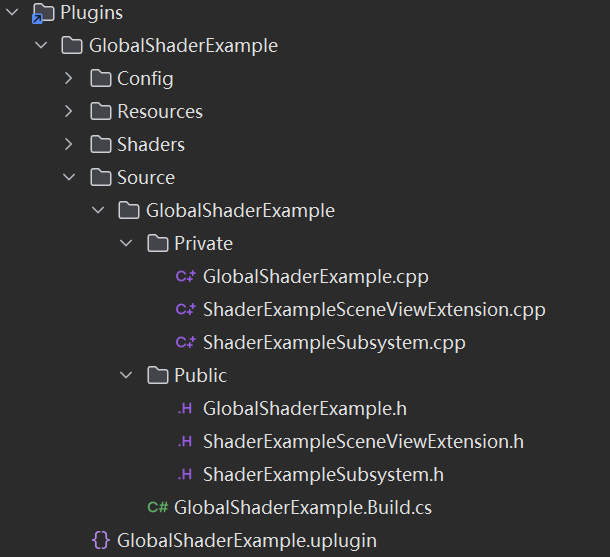 Plugins
GlobalShaderExample
Config
Resources
Shaders
Source
GlobalShaderExample
Private
GlobalShaderExample.cpp
ShaderExampleSceneViewExtension.cpp
ShaderExampleSubsystem.cpp
Public
.H GlobalShaderExample.h
.H ShaderExampleSceneViewExtension.h
.H ShaderExampleSubsystem.h
C# GlobalShaderExample.Build.cs
{} GlobalShaderExample.uplugin